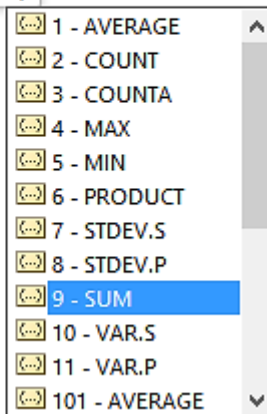 1 - AVERAGE
2 - COUNT
3 - COUNTA
4 - MAX
5 - MIN
6 - PRODUCT
7 - STDEV.S
8 - STDEV.P
9 - SUM
10 - VAR.S
11 - VAR.P
101 - AVERAGE